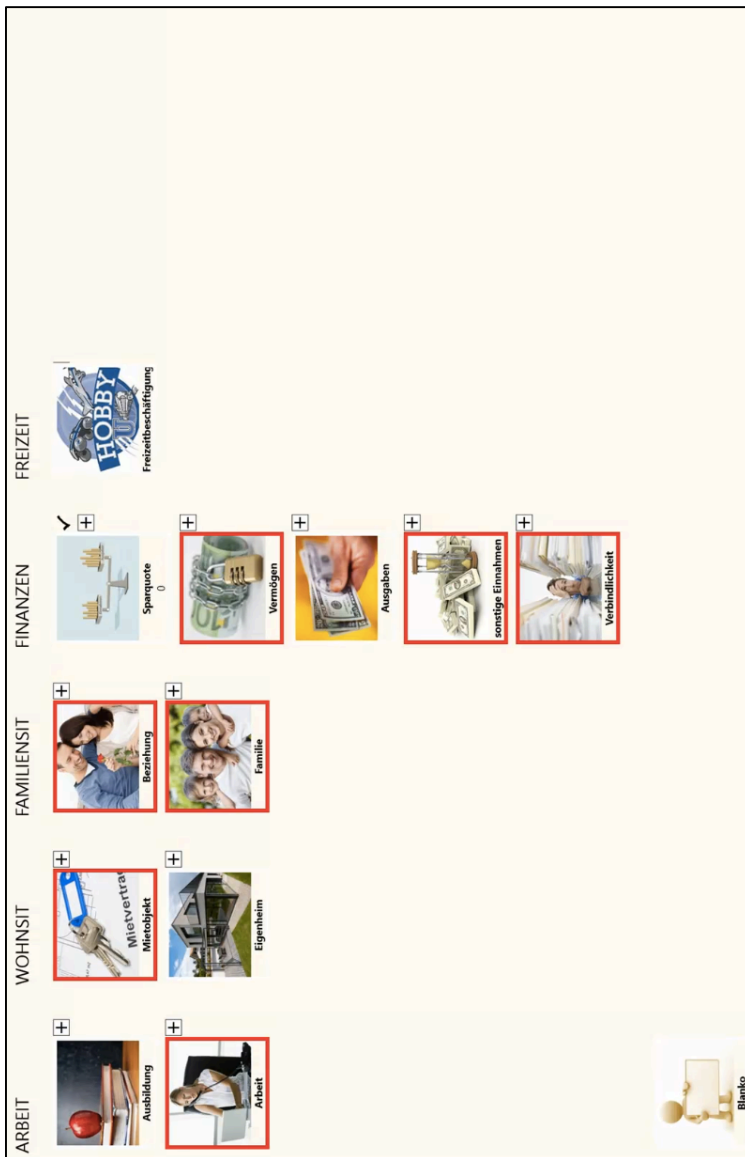 ARBEIT
WOHNSIT
FAMILIENSIT
FINANZEN
FREIZEIT
Ausbildung
Arbeit
Mietvertrag
Mietobjekt
Eigenheim
Beziehung
Familie
Sparquote
0
Vermögen
Ausgaben
sonstige Einnahmen
Verbindlichkeit
HOBBY
U
Freizeitbeschäftigung
Blanko